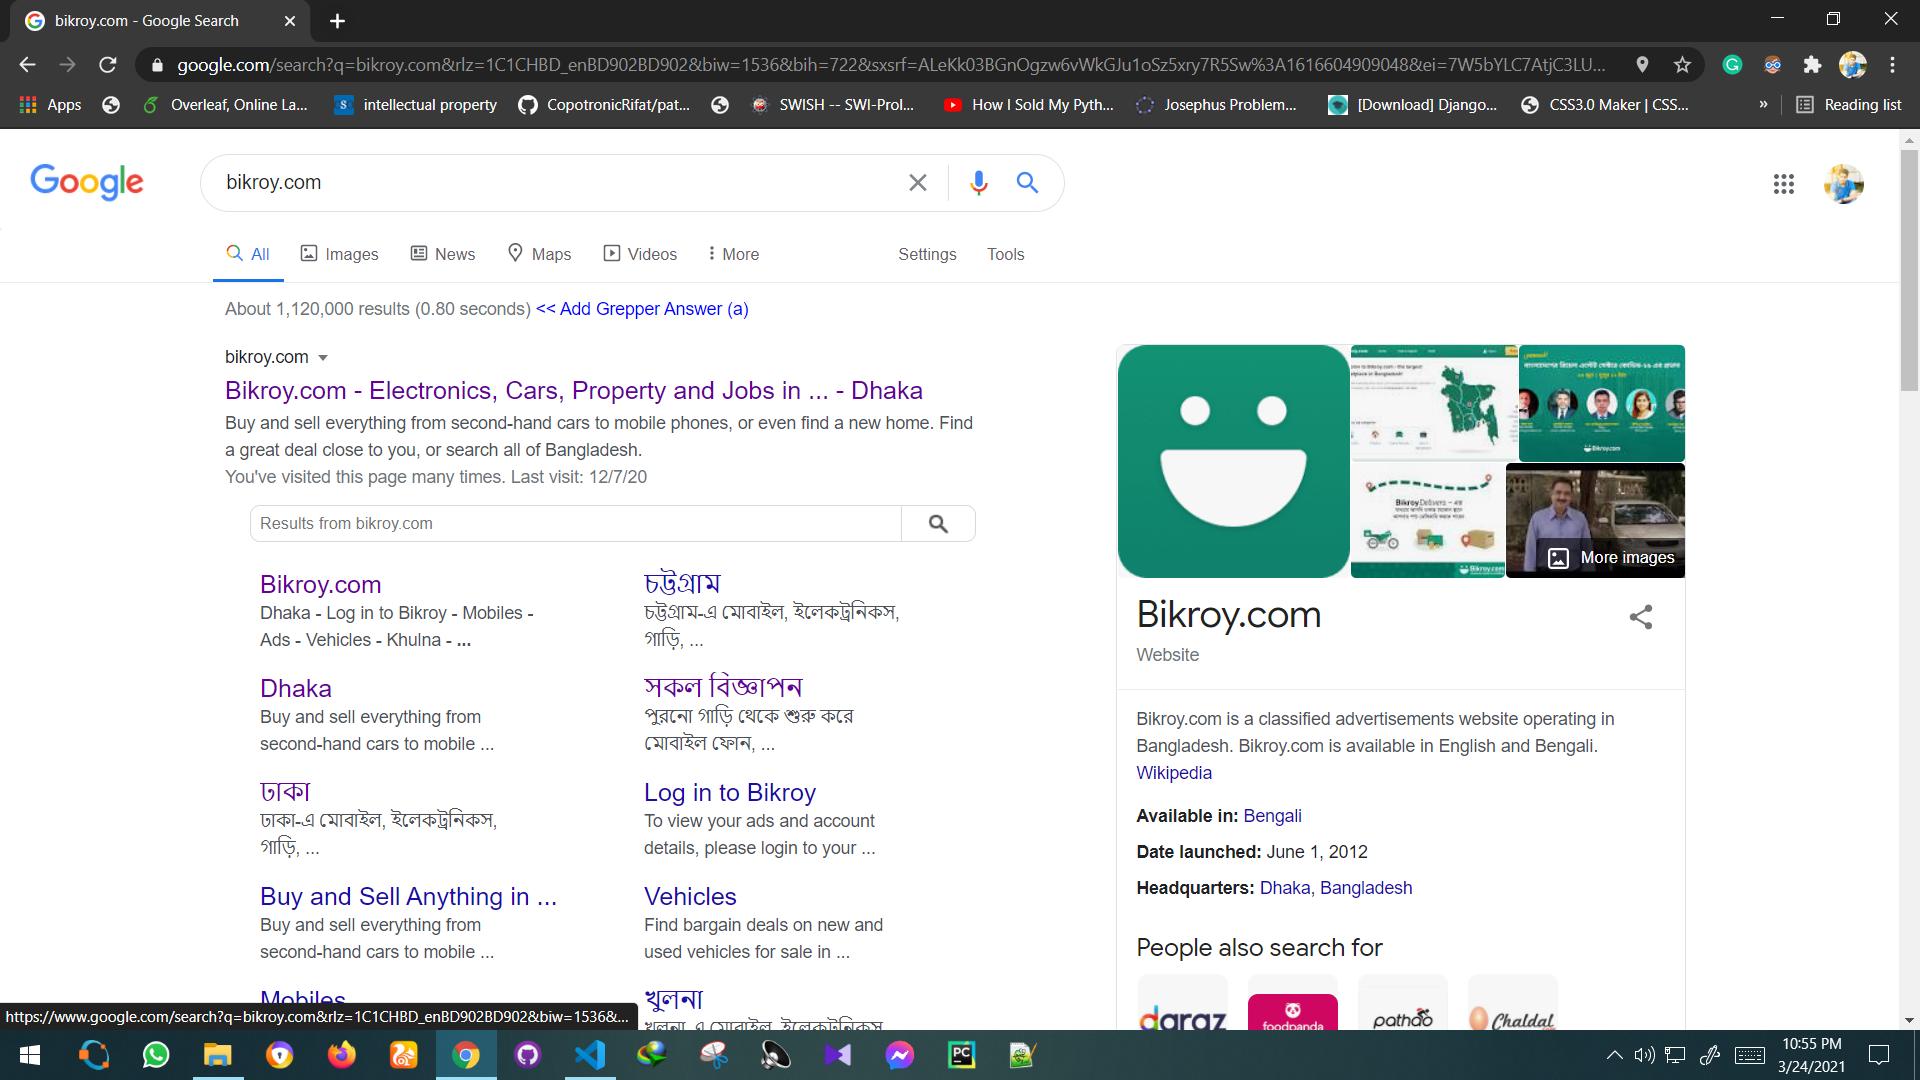 bikroy.com - Google Search
google.com/search?q=bikroy.com&rlz=1C1CHBD_enBD902BD902&biw=1536&bih=722&sxsrf=ALeKk03BGnOgzw6vWkGJu1oSz5xry7R5Sw%3A1616604909048&ei=7W5bYLC7AtjC3LU...
Apps
Overleaf, Online La...
intellectual property
CopotronicRifat/pat...
SWISH -- SWI-Prol...
How I Sold My Pyth...
Josephus Problem...
[Download] Django...
CSS3.0 Maker | CSS...
»
Reading list
Google
bikroy.com
All
Images
News
Maps
Videos
More
Settings
Tools
About 1,120,000 results (0.80 seconds) << Add Grepper Answer (a)
bikroy.com
Bikroy.com - Electronics, Cars, Property and Jobs in ... - Dhaka
Buy and sell everything from second-hand cars to mobile phones, or even find a new home. Find
a great deal close to you, or search all of Bangladesh.
You've visited this page many times. Last visit: 12/7/20
Results from bikroy.com
Bikroy.com
Dhaka - Log in to Bikroy - Mobiles -
Ads - Vehicles - Khulna - ...
চট্টগ্রাম
চট্টগ্রাম-এ মোবাইল, ইলেকট্রনিকস,
গাড়ি, ...
Dhaka
Buy and sell everything from
second-hand cars to mobile ...
সকল বিজ্ঞাপন
পুরনো গাড়ি থেকে শুরু করে
মোবাইল ফোন, ...
ঢাকা
ঢাকা-এ মোবাইল, ইলেকট্রনিকস,
গাড়ি, ...
Log in to Bikroy
To view your ads and account
details, please login to your ...
Buy and Sell Anything in ...
Buy and sell everything from
second-hand cars to mobile ...
Vehicles
Find bargain deals on new and
used vehicles for sale in ...
Mobiles
খুলনা
খুলনা-এ মোবাইল, ইলেকট্রনিকস,
More images
Bikroy.com
Website
Bikroy.com is a classified advertisements website operating in
Bangladesh. Bikroy.com is available in English and Bengali.
Wikipedia
Available in: Bengali
Date launched: June 1, 2012
Headquarters: Dhaka, Bangladesh
People also search for
daraz
foodpanda
pathao
Chaldal
https://www.google.com/search?q=bikroy.com&rlz=1C1CHBD_enBD902BD902&biw=1536&...
10:55 PM
3/24/2021